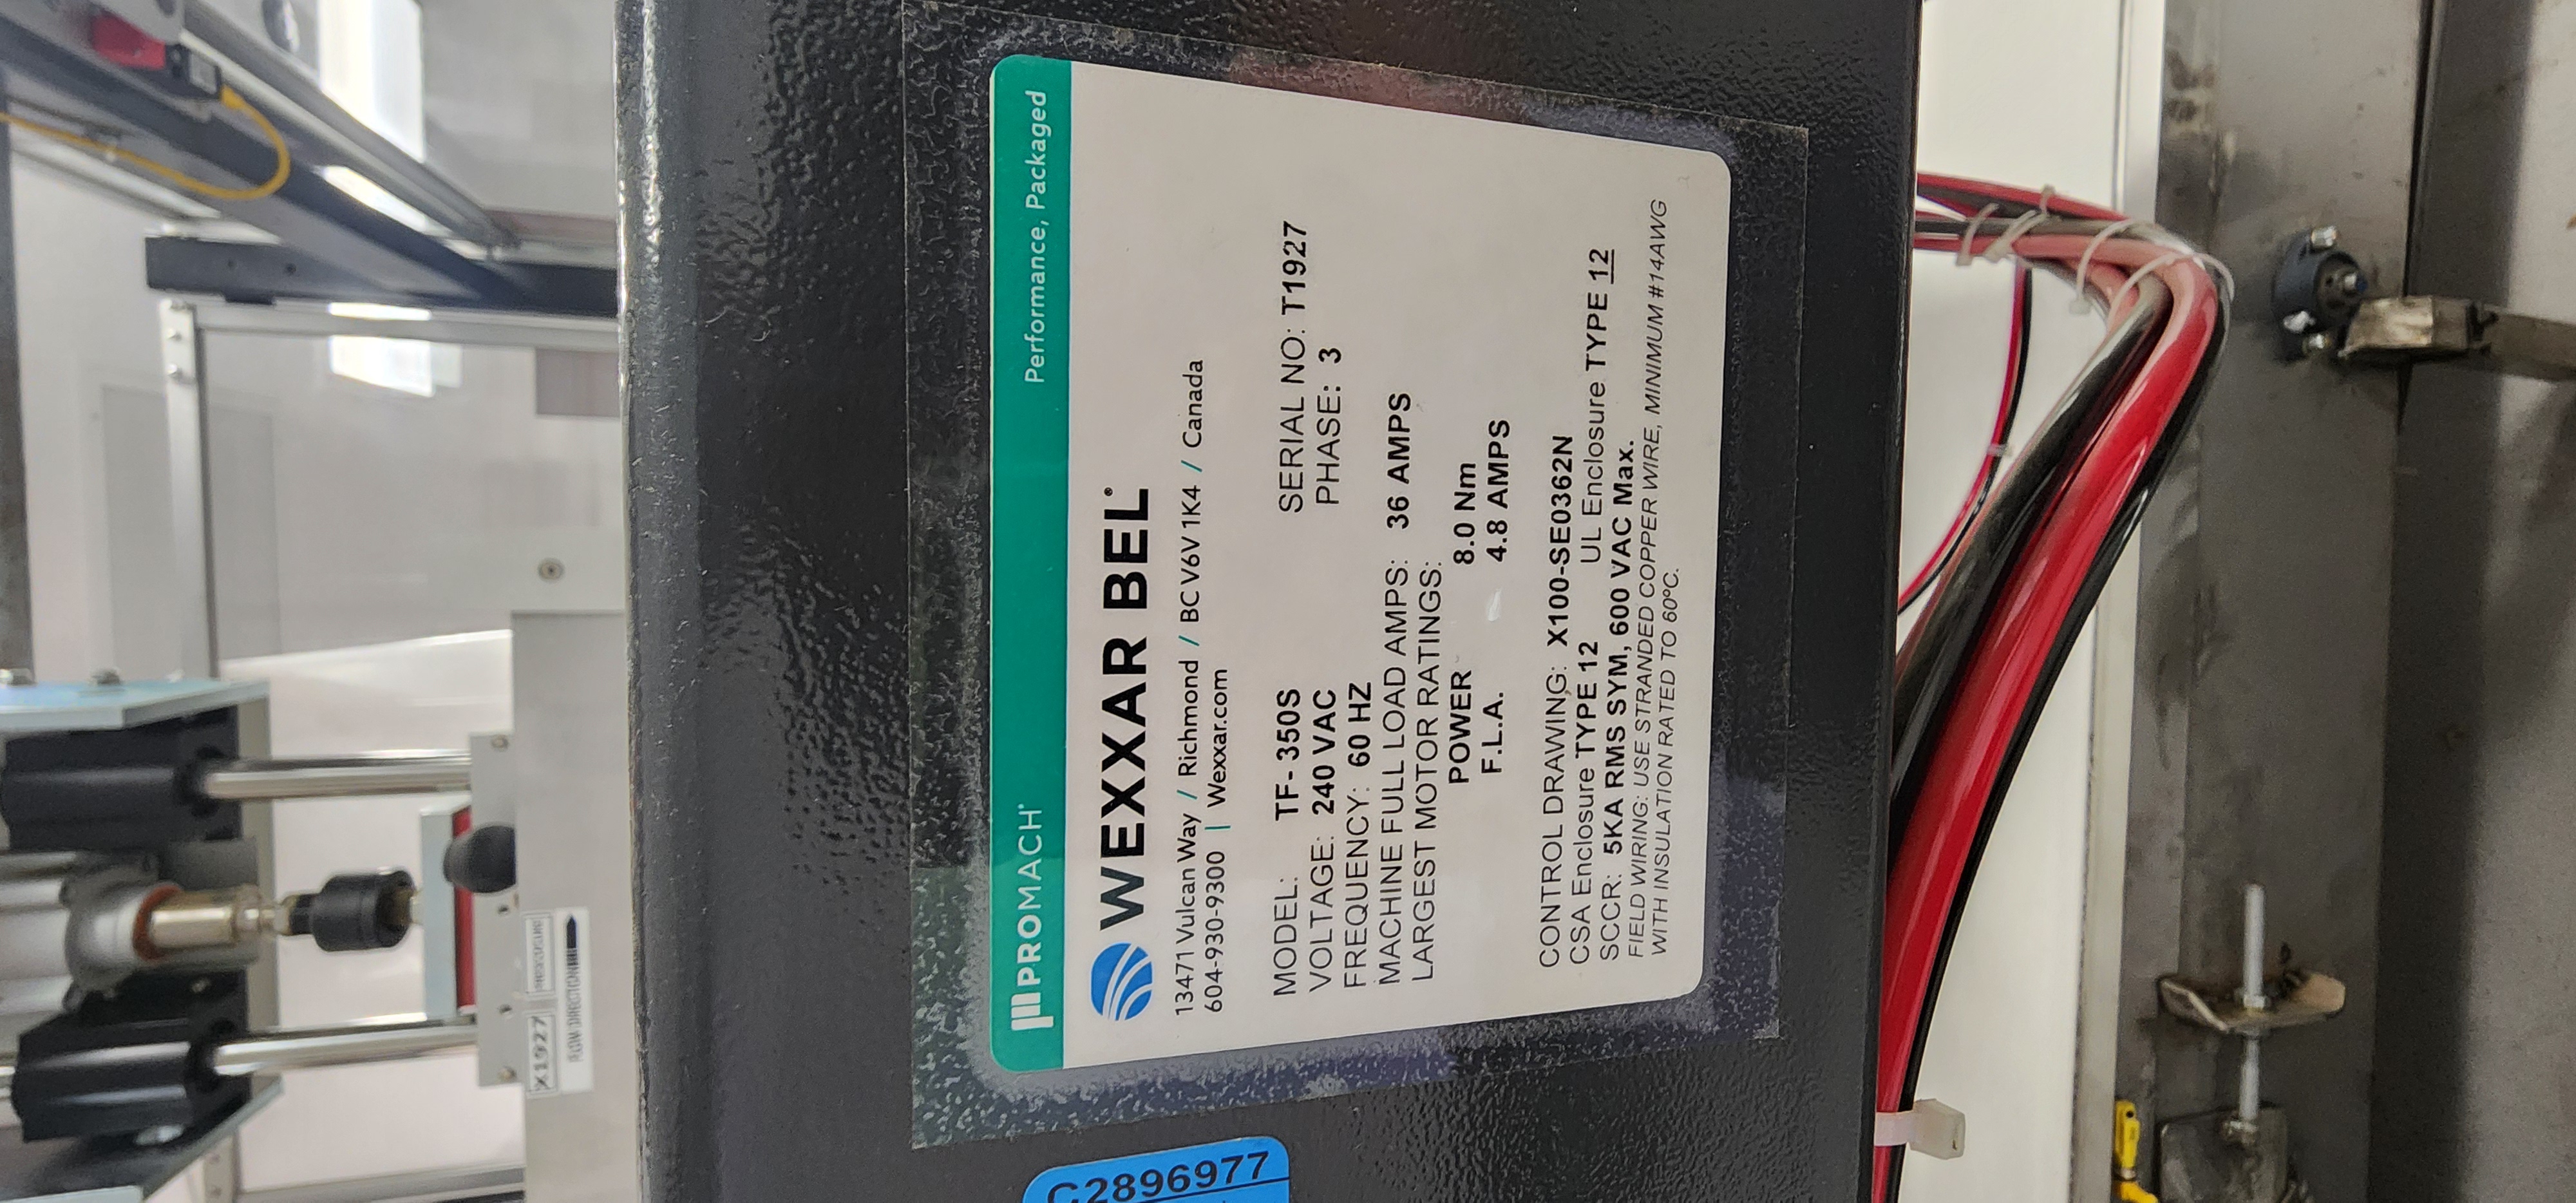 PROMACH® Performance, Packaged
WEXXAR BEL®
13471 Vulcan Way / Richmond / BC V6V 1K4 / Canada
604-930-9300 | Wexxar.com
MODEL: TF-350S SERIAL NO: T1927
VOLTAGE: 240 VAC PHASE: 3
FREQUENCY: 60 HZ
MACHINE FULL LOAD AMPS: 36 AMPS
LARGEST MOTOR RATINGS:
POWER 8.0 Nm
F.L.A. 4.8 AMPS
CONTROL DRAWING: X100-SE0362N
CSA Enclosure TYPE 12 UL Enclosure TYPE 12
SCCR: 5KA RMS SYM, 600 VAC Max.
FIELD WIRING: USE STRANDED COPPER WIRE, MINIMUM #14AWG
WITH INSULATION RATED TO 60ºC.
C2896977
X1927
FLOW DIRECTION